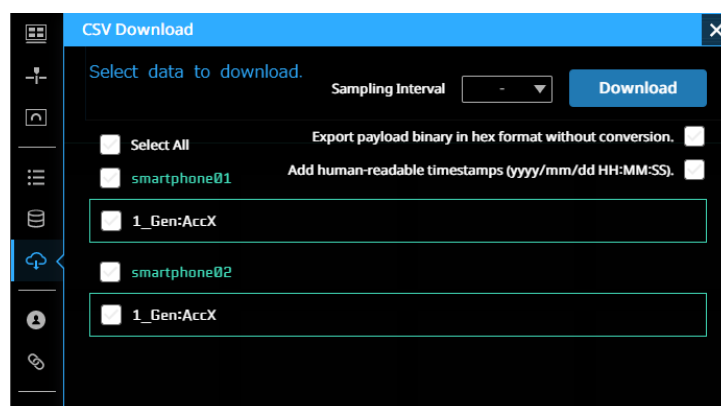 CSV Download
Select data to download.
Sampling Interval - Download
Select All
Export payload binary in hex format without conversion.
smartphone01
Add human-readable timestamps (yyyy/mm/dd HH:MM:SS).
1_Gen:AccX
smartphone02
1_Gen:AccX